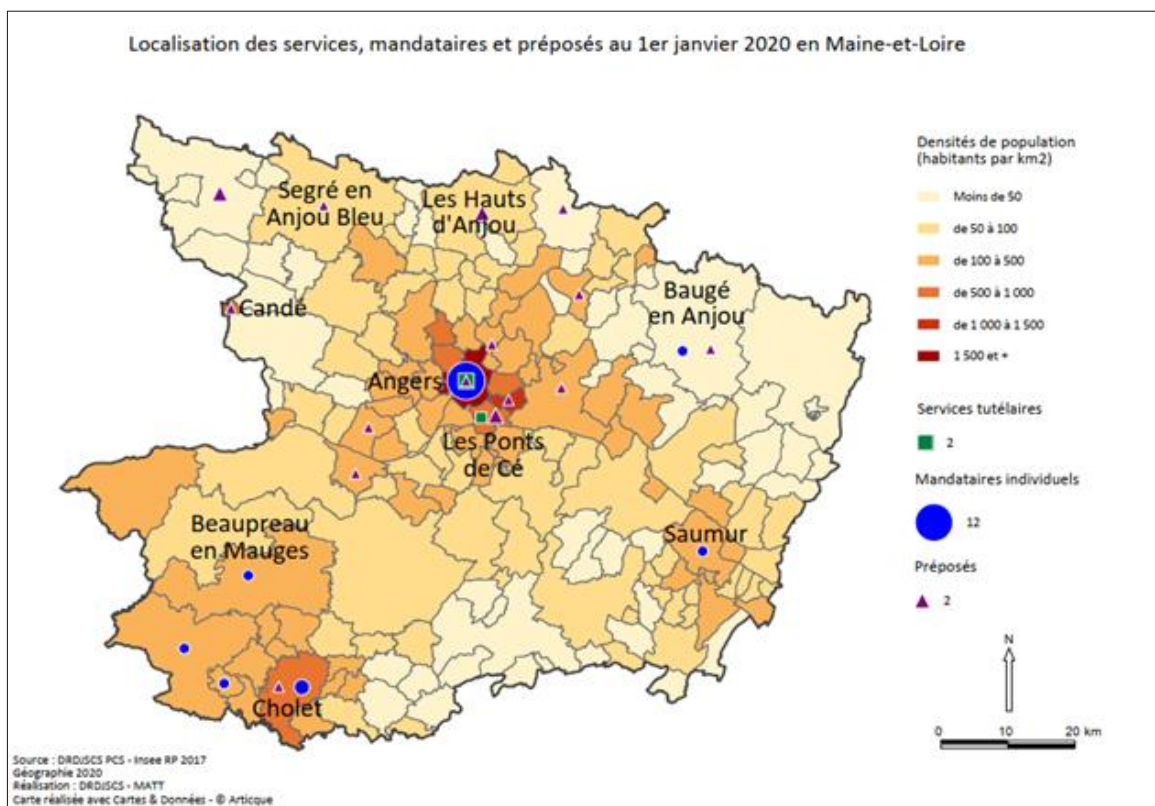 Localisation des services, mandataires et préposés au 1er janvier 2020 en Maine-et-Loire
Densités de population
(habitants par km2)
Moins de 50
de 50 à 100
de 100 à 500
de 500 à 1 000
de 1 000 à 1 500
1 500 et +
Services tutélaires
2
Mandataires individuels
12
Préposés
2
Segré en
Anjou Bleu
Les Hauts
d'Anjou
Candé
Baugé
en Anjou
Angers
Les Ponts
de Cé
Beaupreau
en Mauges
Saumur
Cholet
N
0 10 20 km
Source : DRDJSCS PCS - Insee RP 2017
Géographie 2020
Réalisation : DRDJSCS - MATT
Carte réalisée avec Cartes & Données - © Articque